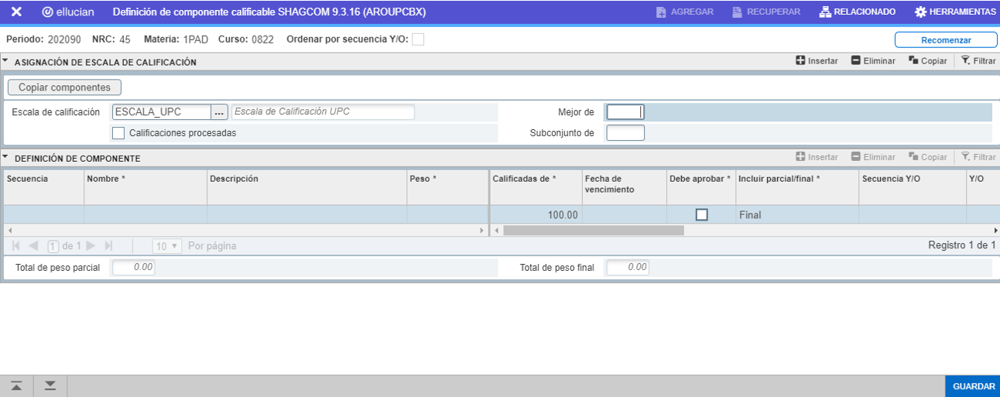 ellucian Definición de componente calificable SHAGCOM 9.3.16 (AROUPCBX) AGREGAR RECUPERAR RELACIONADO HERRAMIENTAS
Periodo: 202090 NRC: 45 Materia: 1PAD Curso: 0822 Ordenar por secuencia Y/O: Recomenzar
ASIGNACIÓN DE ESCALA DE CALIFICACIÓN Insertar Eliminar Copiar Filtrar
Copiar componentes
Escala de calificación ESCALA_UPC ... Escala de Calificación UPC Mejor de
Calificaciones procesadas Subconjunto de
DEFINICIÓN DE COMPONENTE Insertar Eliminar Copiar Filtrar
Secuencia Nombre * Descripción Peso * Calificadas de * Fecha de vencimiento Debe aprobar * Incluir parcial/final * Secuencia Y/O Y/O
100.00 Final
1 de 1 10 Por página Registro 1 de 1
Total de peso parcial 0.00 Total de peso final 0.00
GUARDAR